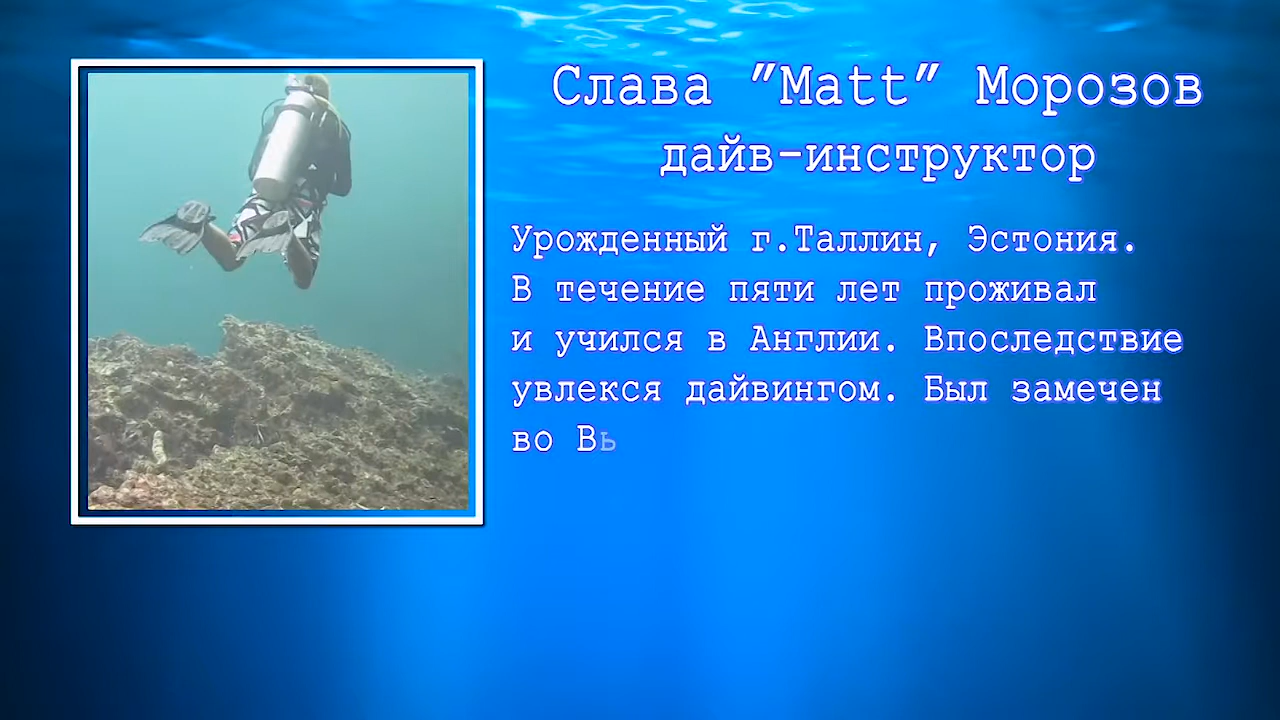 Слава "Matt" Морозов
дайв-инструктор
Урожденный г.Таллин, Эстония.
В течение пяти лет проживал
и учился в Англии. Впоследствие
увлекся дайвингом. Был замечен
во Вь